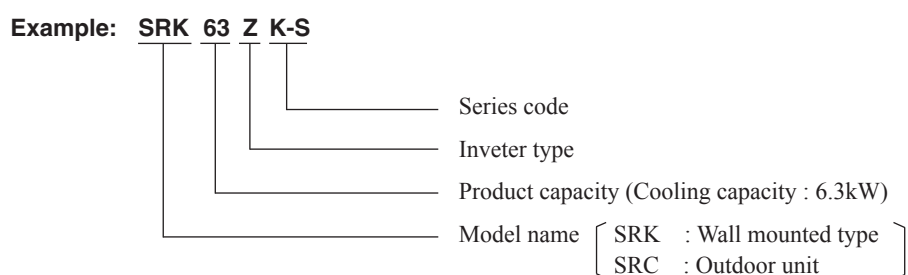 Example: SRK 63 Z K-S
Series code
Inveter type
Product capacity (Cooling capacity : 6.3kW)
Model name SRK : Wall mounted type
SRC : Outdoor unit